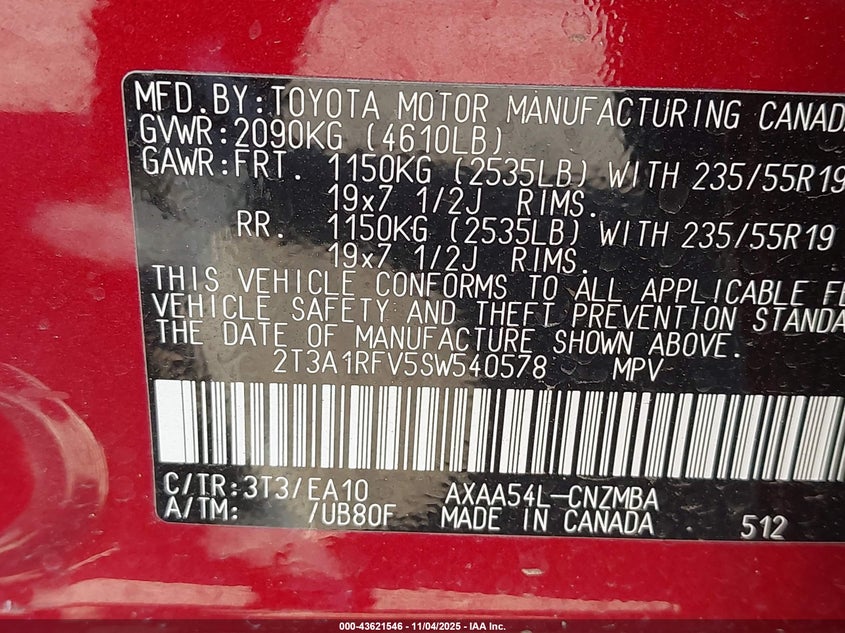 MFD.BY:TOYOTA MOTOR MANUFACTURING CANADA
GVWR:2090KG (4610LB)
GAWR:FRT. 1150KG (2535LB) WITH 235/55R19
19x7 1/2J RIMS.
RR. 1150KG (2535LB) WITH 235/55R19
19x7 1/2J RIMS.
THIS VEHICLE CONFORMS TO ALL APPLICABLE FE
VEHICLE SAFETY AND THEFT PREVENTION STANDA
THE DATE OF MANUFACTURE SHOWN ABOVE.
2T3A1RFV5SW540578 MPV
C/TR:3T3/EA10 AXAA54L-CNZMBA
A/TM: /UB80F MADE IN CANADA 512
000-43621546 - 11/04/2025 - IAA Inc.